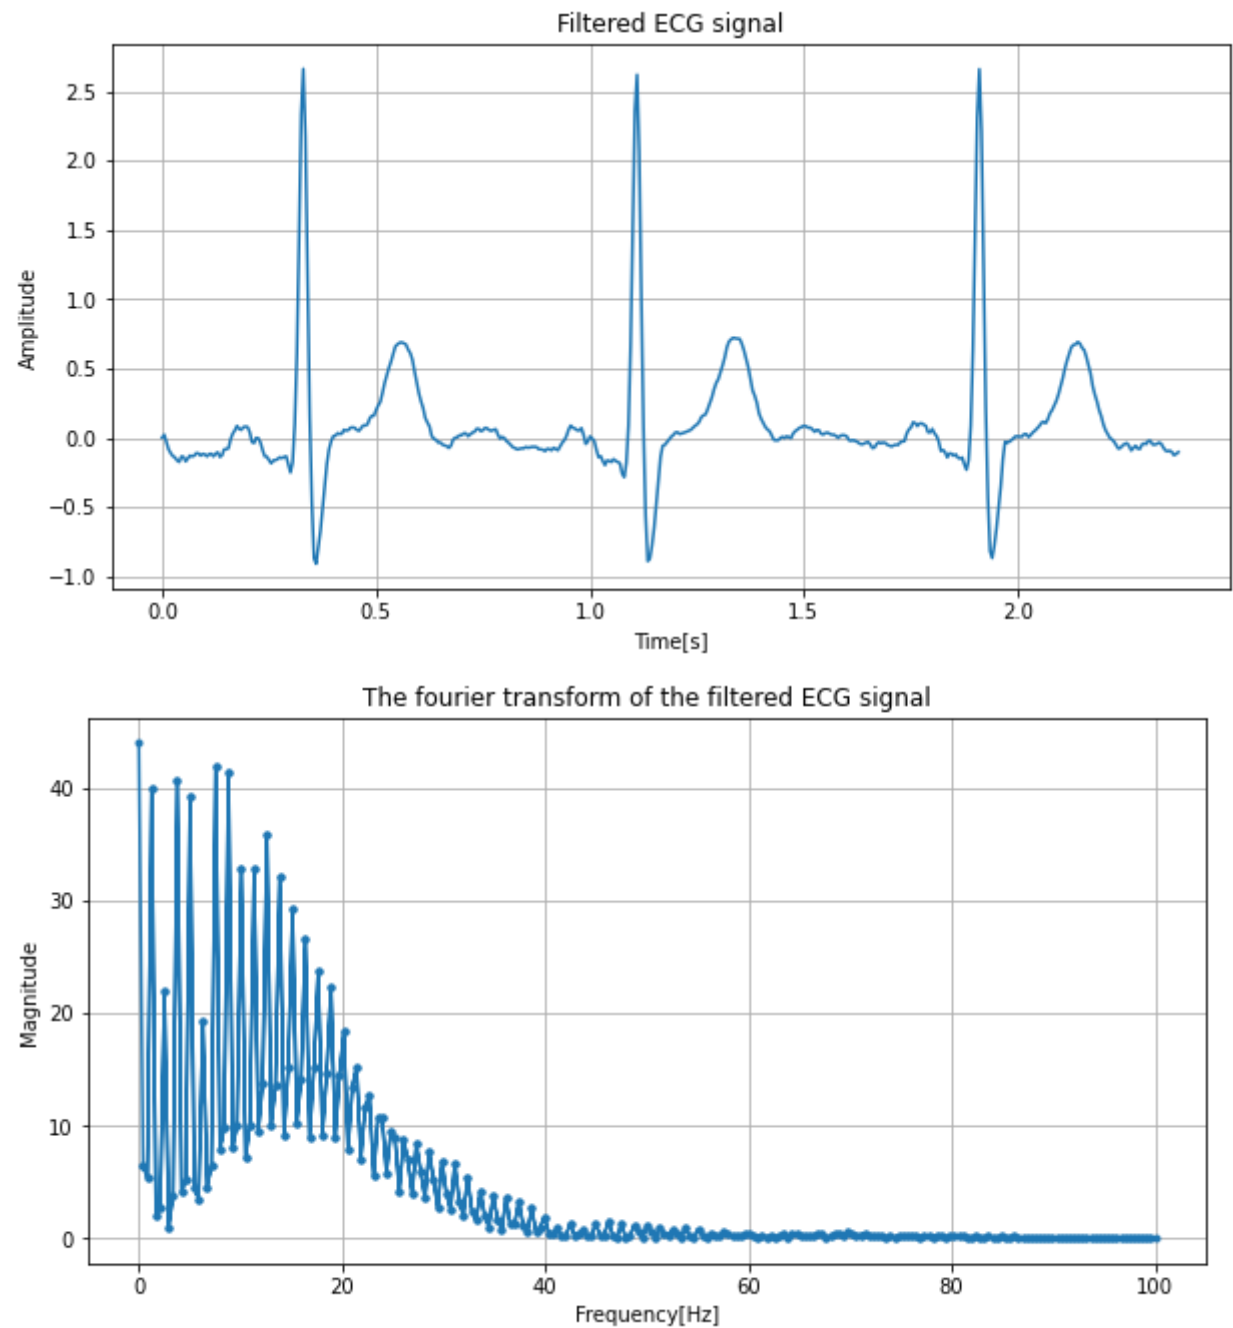 Filtered ECG signal
2.5
2.0
1.5
1.0
0.5
0.0
−0.5
−1.0
Amplitude
0.0 0.5 1.0 1.5 2.0
Time[s]
The fourier transform of the filtered ECG signal
40
30
20
10
0
Magnitude
0 20 40 60 80 100
Frequency[Hz]